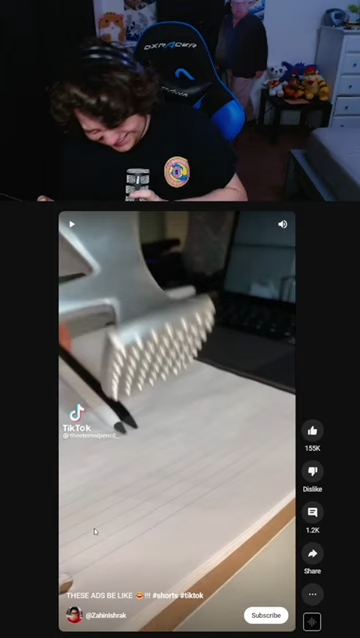 DXRACER
TikTok
155K
Dislike
1.2K
Share
THESE ADS BE LIKE 😂 !!! #shorts #tiktok
@Zahinishrak
Subscribe